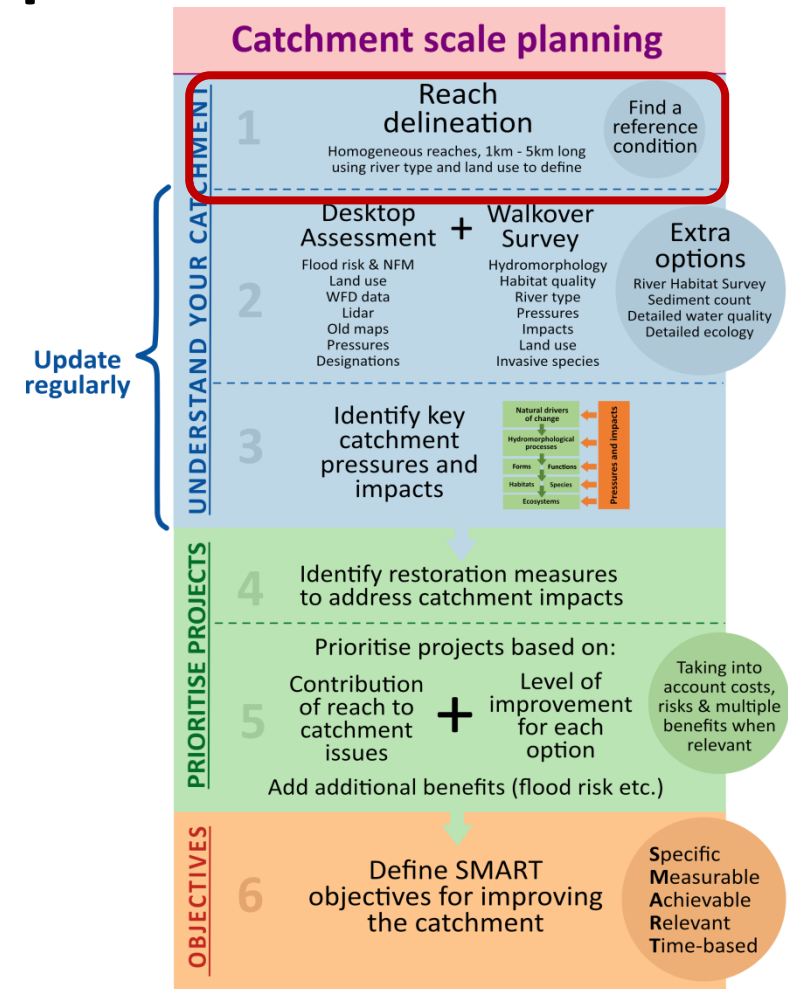 Catchment scale planning
UNDERSTAND YOUR CATCHMENT
1
Reach
delineation
Homogeneous reaches, 1km - 5km long
using river type and land use to define
Find a
reference
condition
Update
regularly
2
Desktop
Assessment
Flood risk & NFM
Land use
WFD data
Lidar
Old maps
Pressures
Designations
+
Walkover
Survey
Hydromorphology
Habitat quality
River type
Pressures
Impacts
Land use
Invasive species
Extra
options
River Habitat Survey
Sediment count
Detailed water quality
Detailed ecology
3
Identify key
catchment
pressures and
impacts
Natural drivers
of change
Hydromorphological
processes
Forms Functions
Habitats Species
Ecosystems
Pressures and impacts
PRIORITISE PROJECTS
4
Identify restoration measures
to address catchment impacts
5
Prioritise projects based on:
Contribution
of reach to
catchment
issues
+
Level of
improvement
for each
option
Add additional benefits (flood risk etc.)
Taking into
account costs,
risks & multiple
benefits when
relevant
OBJECTIVES
6
Define SMART
objectives for improving
the catchment
Specific
Measurable
Achievable
Relevant
Time-based